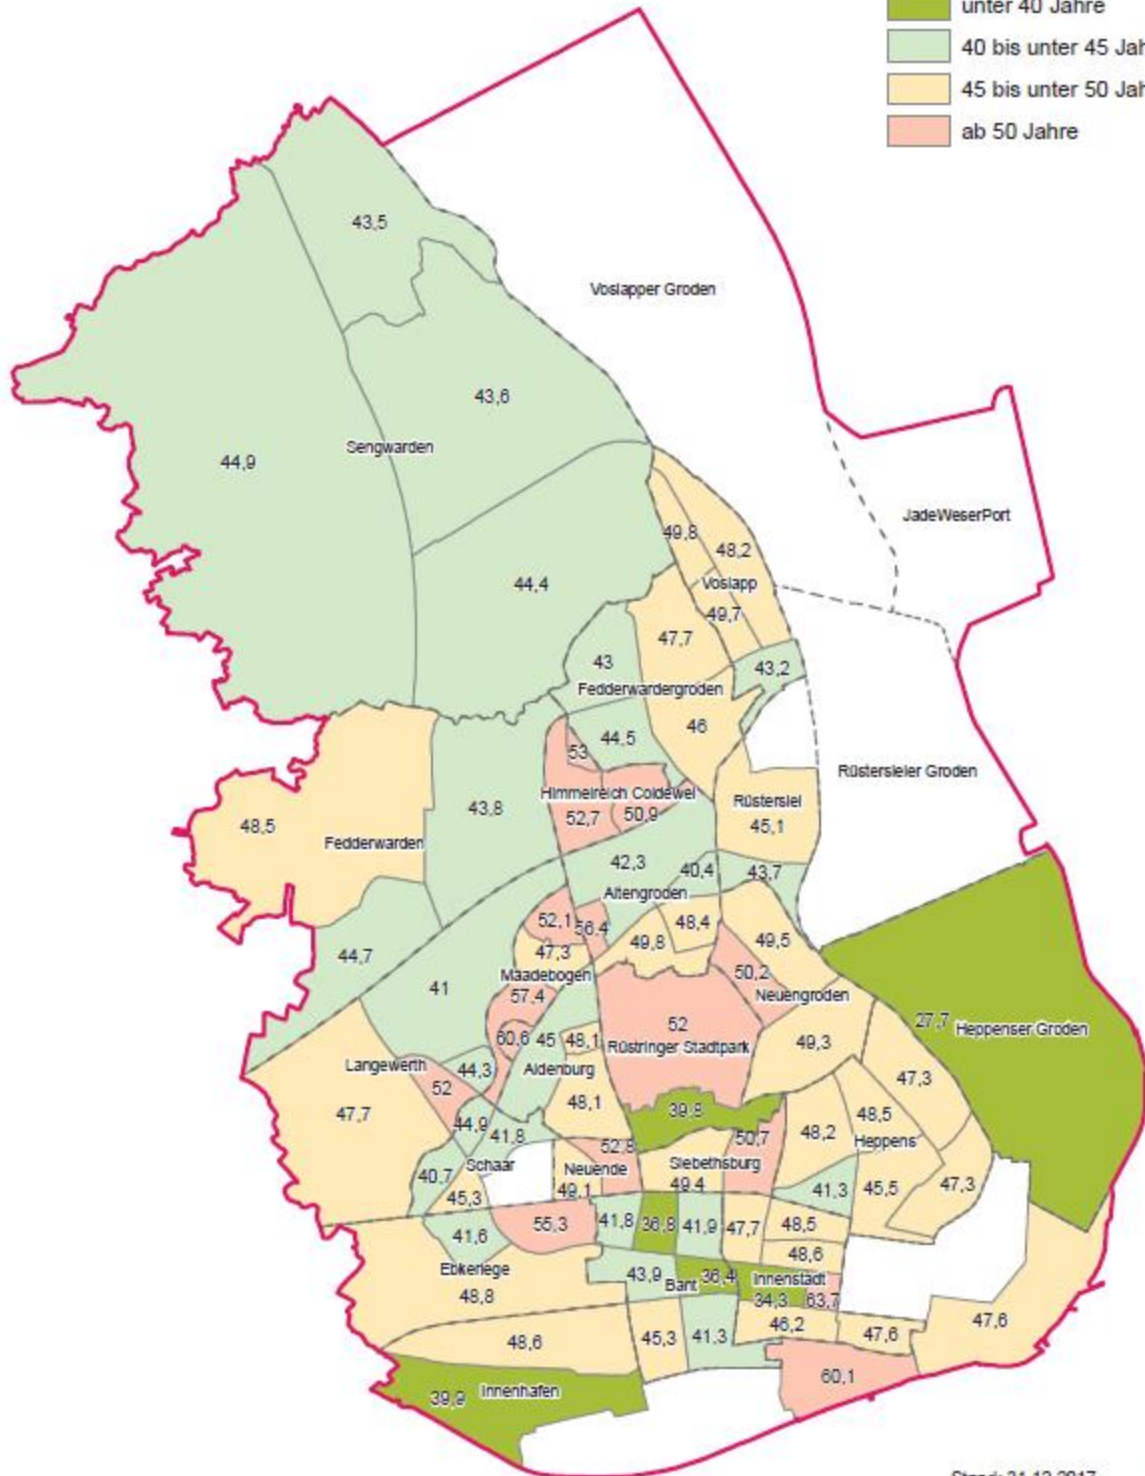 unter 40 Jahre
40 bis unter 45 Jah
45 bis unter 50 Jah
ab 50 Jahre
43,5
Voslapper Groden
43,6
Sengwarden
44,9
JadeWeserPort
49,8
48,2
44,4
Voslapp
49,7
47,7
43
43,2
Fedderwardergroden
46
44,5
53
Rüstersieler Groden
Himmelreich Coldewei
Rüstersiel
43,8
52,7
50,9
48,5
45,1
Fedderwarden
42,3
40,4
43,7
Altengroden
52,1
56,4
48,4
49,8
49,5
47,3
44,7
Maadebogen
50,2
41
57,4
Neuengroden
52
27,7
Heppenser Groden
60,6
45
48,1
Rüstringer Stadtpark
49,3
Langewerth
44,3
Aldenburg
47,3
52
48,1
39,8
47,7
48,5
44,9
41,8
48,2
50,7
Heppens
52,8
Schaar
Neuende
Siebethsburg
40,7
45,3
49,1
49,4
41,3
45,5
47,3
55,3
41,8
36,8
41,9
47,7
48,5
41,6
48,6
Ebkeriege
43,9
Bant
36,4
Innenstadt
48,8
34,3
63,7
46,2
47,6
47,6
48,6
45,3
41,3
60,1
39,9
Innenhafen